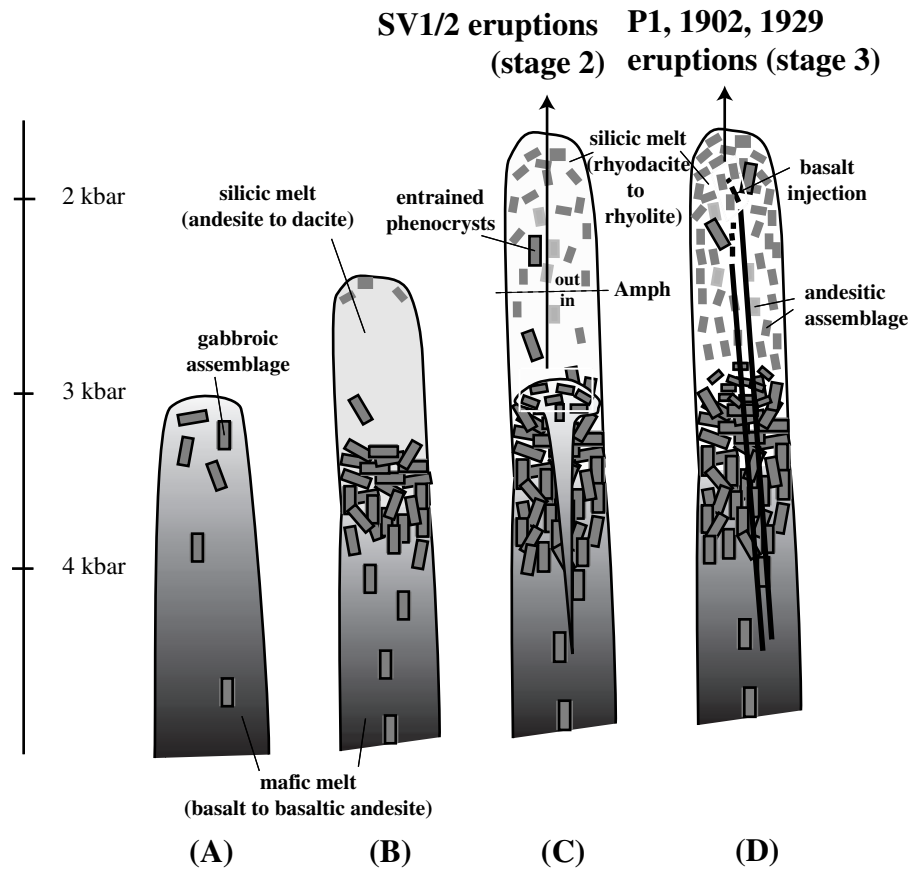 SV1/2 eruptions
(stage 2)
P1, 1902, 1929
eruptions (stage 3)
2 kbar
3 kbar
4 kbar
silicic melt
(andesite to dacite)
gabbroic
assemblage
entrained
phenocrysts
silicic melt
(rhyodacite
to
rhyolite)
basalt
injection
out
in
Amph
andesitic
assemblage
mafic melt
(basalt to basaltic andesite)
(A)
(B)
(C)
(D)